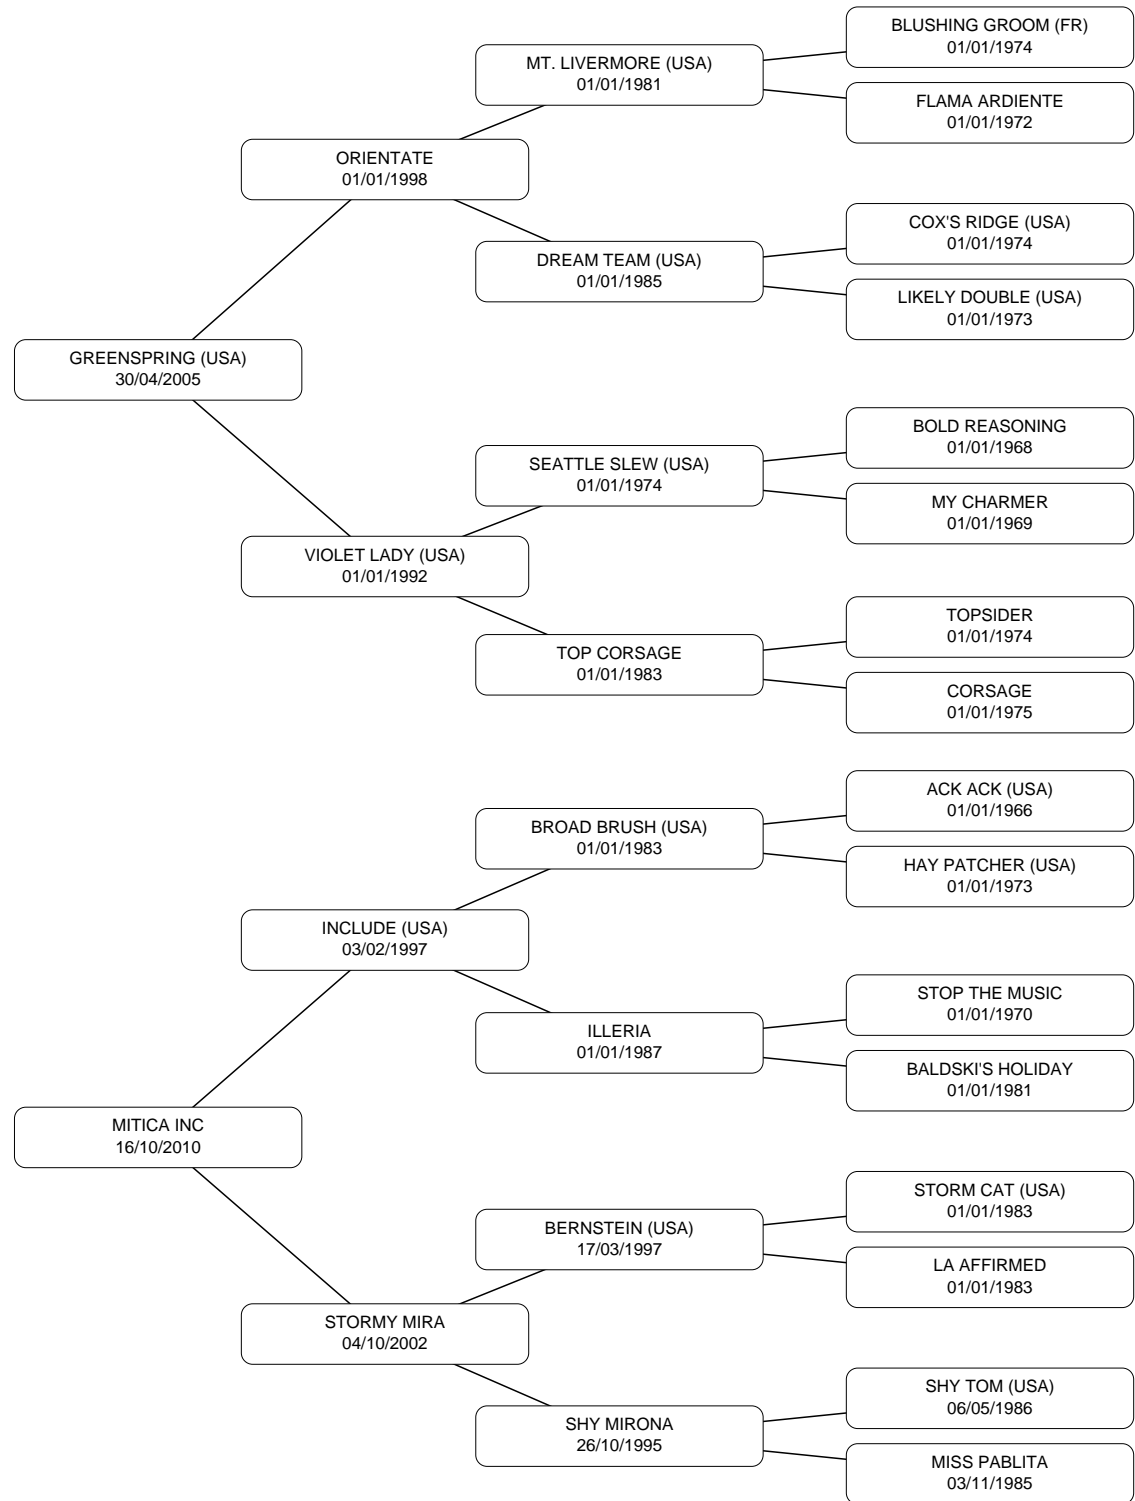 BLUSHING GROOM (FR)
01/01/1974
MT. LIVERMORE (USA)
01/01/1981
FLAMA ARDIENTE
01/01/1972
ORIENTATE
01/01/1998
COX'S RIDGE (USA)
01/01/1974
DREAM TEAM (USA)
01/01/1985
LIKELY DOUBLE (USA)
01/01/1973
GREENSPRING (USA)
30/04/2005
BOLD REASONING
01/01/1968
SEATTLE SLEW (USA)
01/01/1974
MY CHARMER
01/01/1969
VIOLET LADY (USA)
01/01/1992
TOPSIDER
01/01/1974
TOP CORSAGE
01/01/1983
CORSAGE
01/01/1975
ACK ACK (USA)
01/01/1966
BROAD BRUSH (USA)
01/01/1983
HAY PATCHER (USA)
01/01/1973
INCLUDE (USA)
03/02/1997
STOP THE MUSIC
01/01/1970
ILLERIA
01/01/1987
BALDSKI'S HOLIDAY
01/01/1981
MITICA INC
16/10/2010
STORM CAT (USA)
01/01/1983
BERNSTEIN (USA)
17/03/1997
LA AFFIRMED
01/01/1983
STORMY MIRA
04/10/2002
SHY TOM (USA)
06/05/1986
SHY MIRONA
26/10/1995
MISS PABLITA
03/11/1985